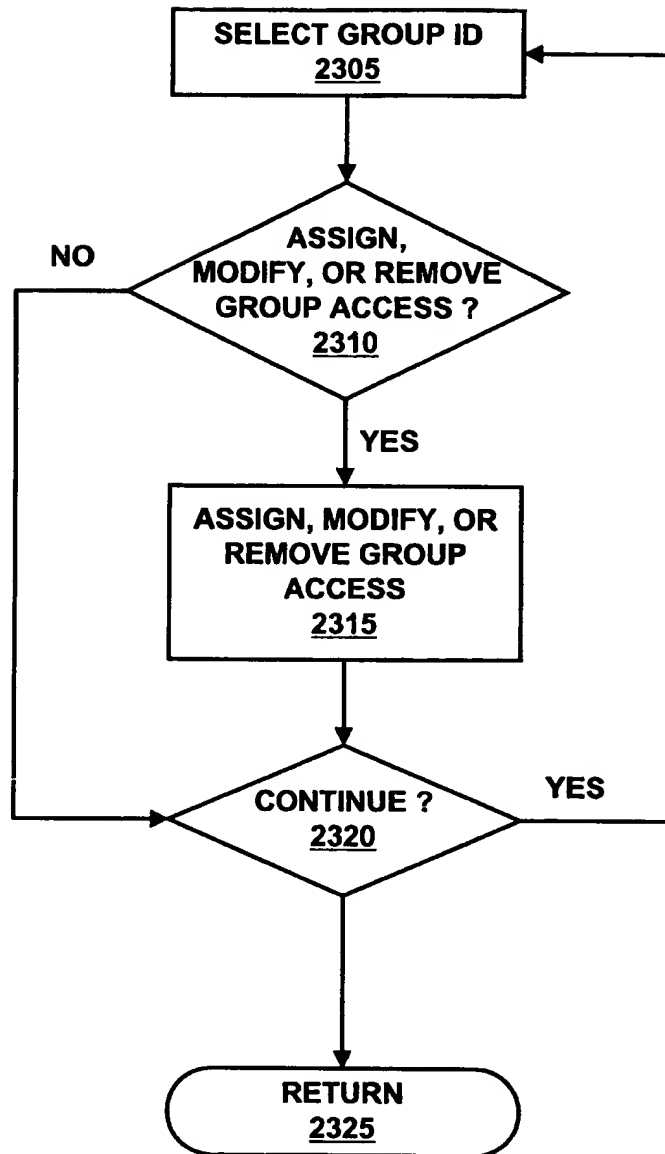 SELECT GROUP ID
2305
ASSIGN,
MODIFY, OR REMOVE
GROUP ACCESS ?
2310
NO
YES
ASSIGN, MODIFY, OR
REMOVE GROUP
ACCESS
2315
CONTINUE ?
2320
YES
RETURN
2325